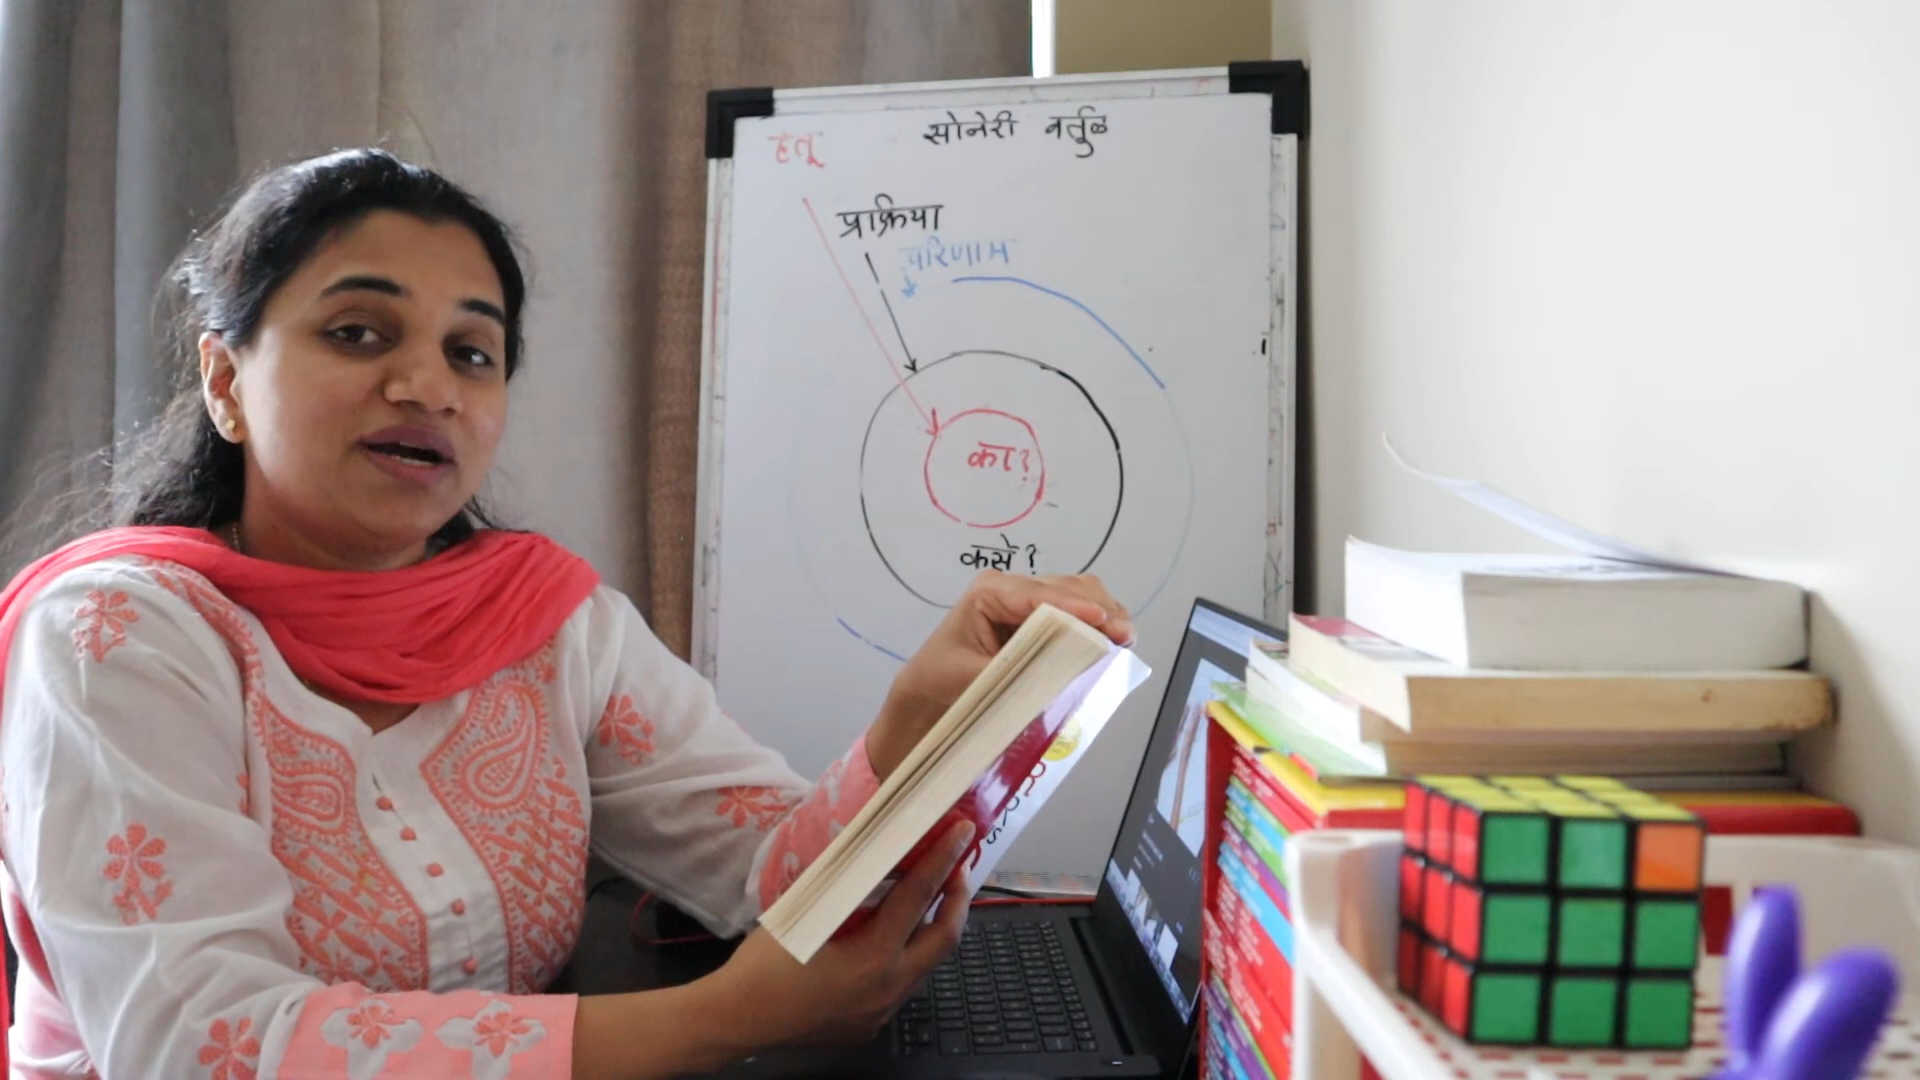 सोनेरी वर्तुळ
हेतू
प्रक्रिया
परिणाम
का?
कसे?